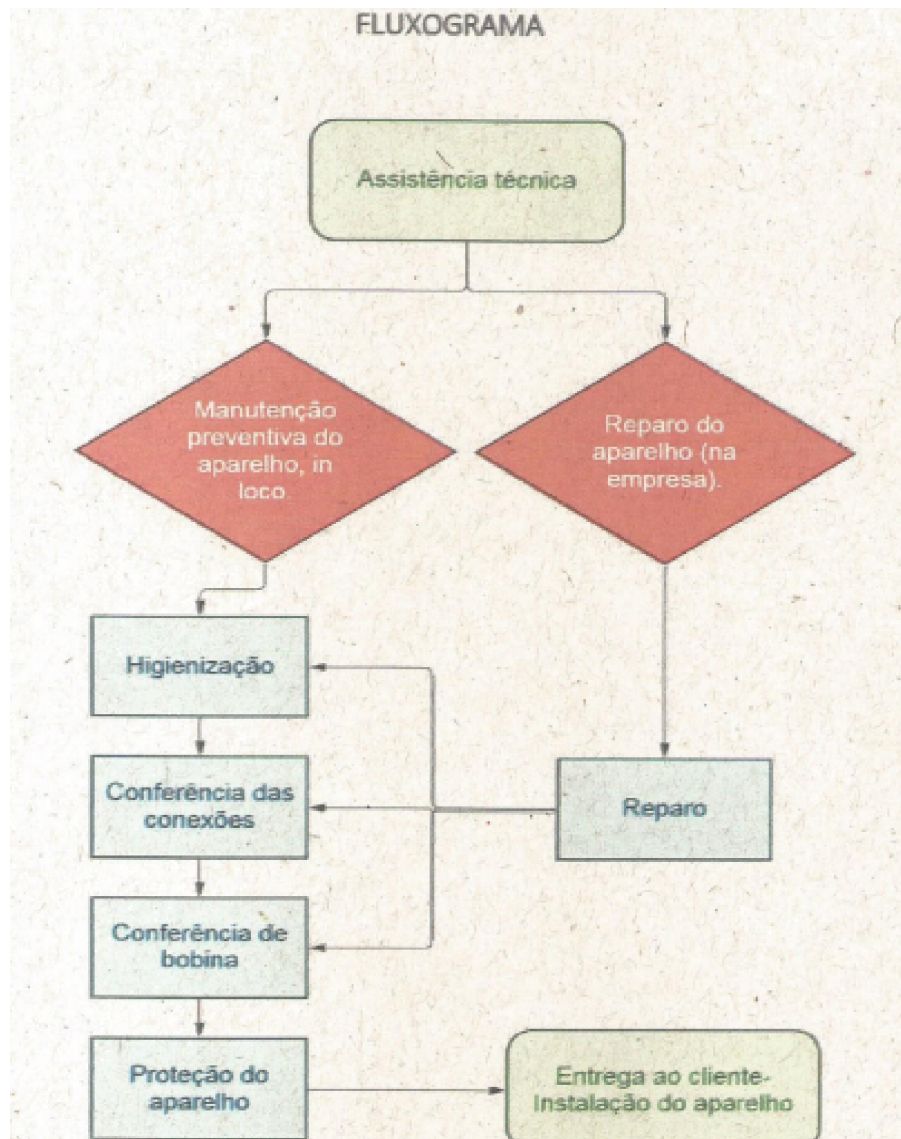 FLUXOGRAMA
Assistência técnica
Manutenção
preventiva do
aparelho, in
loco.
Reparo do
aparelho (na
empresa).
Higienização
Conferência das
conexões
Reparo
Conferência de
bobina
Proteção do
aparelho
Entrega ao cliente-
Instalação do aparelho